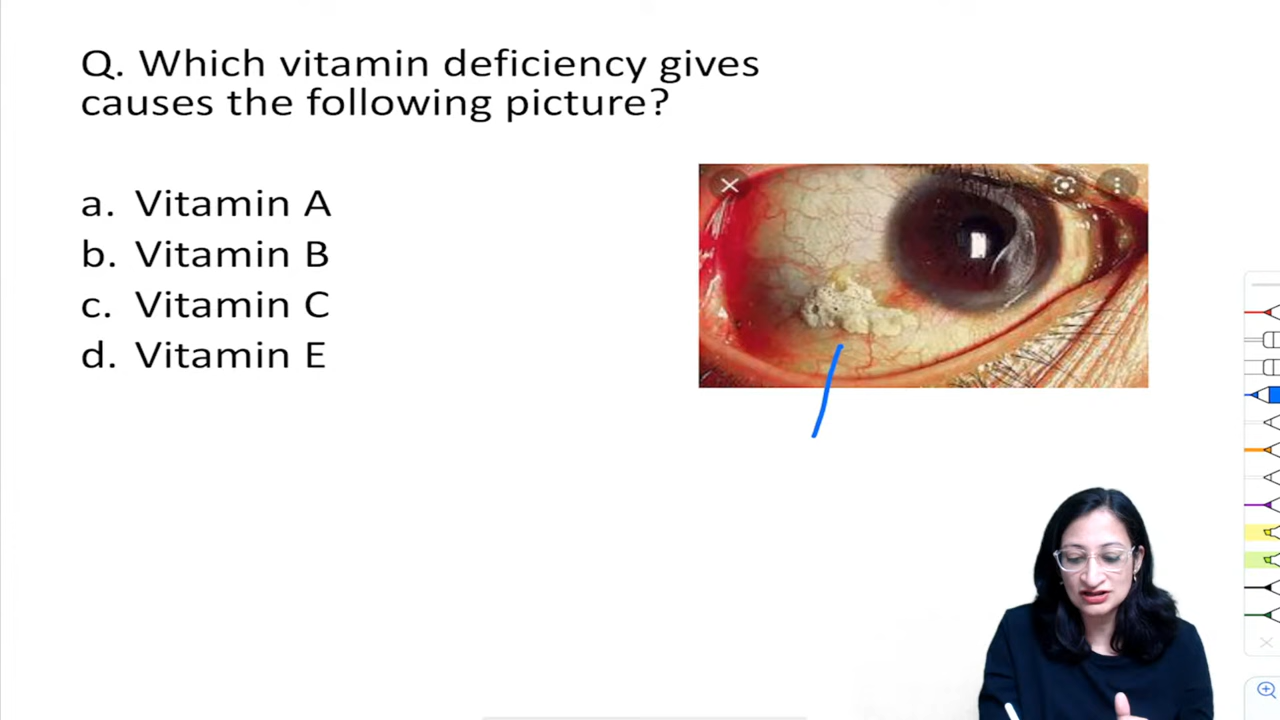 Q. Which vitamin deficiency gives
causes the following picture?
a. Vitamin A
b. Vitamin B
c. Vitamin C
d. Vitamin E